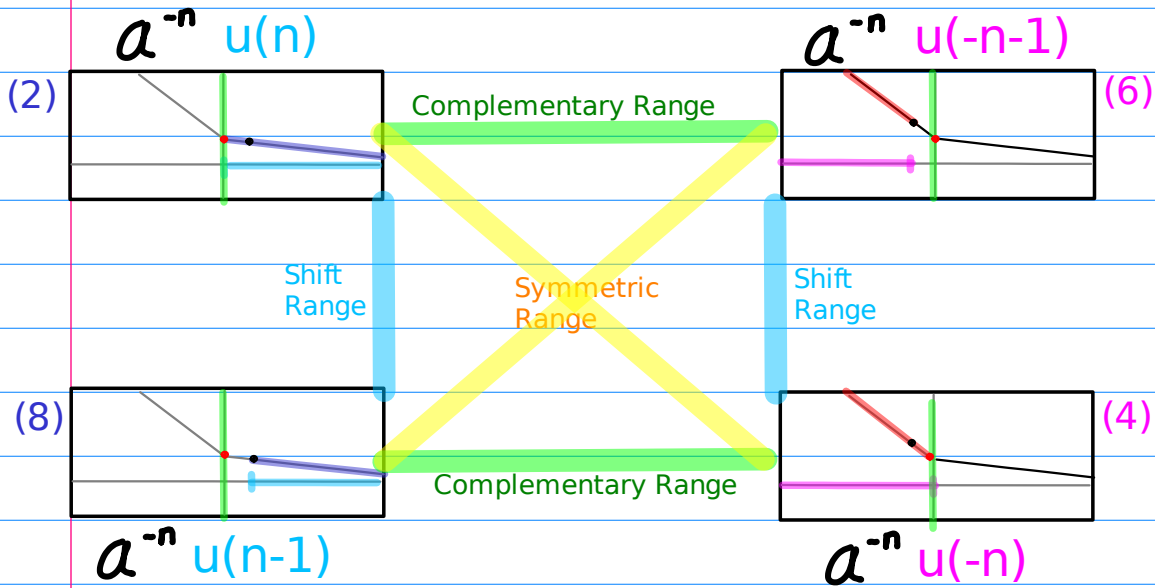 a^-n u(n)
a^-n u(-n-1)
(2)
(6)
Complementary Range
Shift
Range
Symmetric
Range
Shift
Range
(8)
(4)
Complementary Range
a^-n u(n-1)
a^-n u(-n)